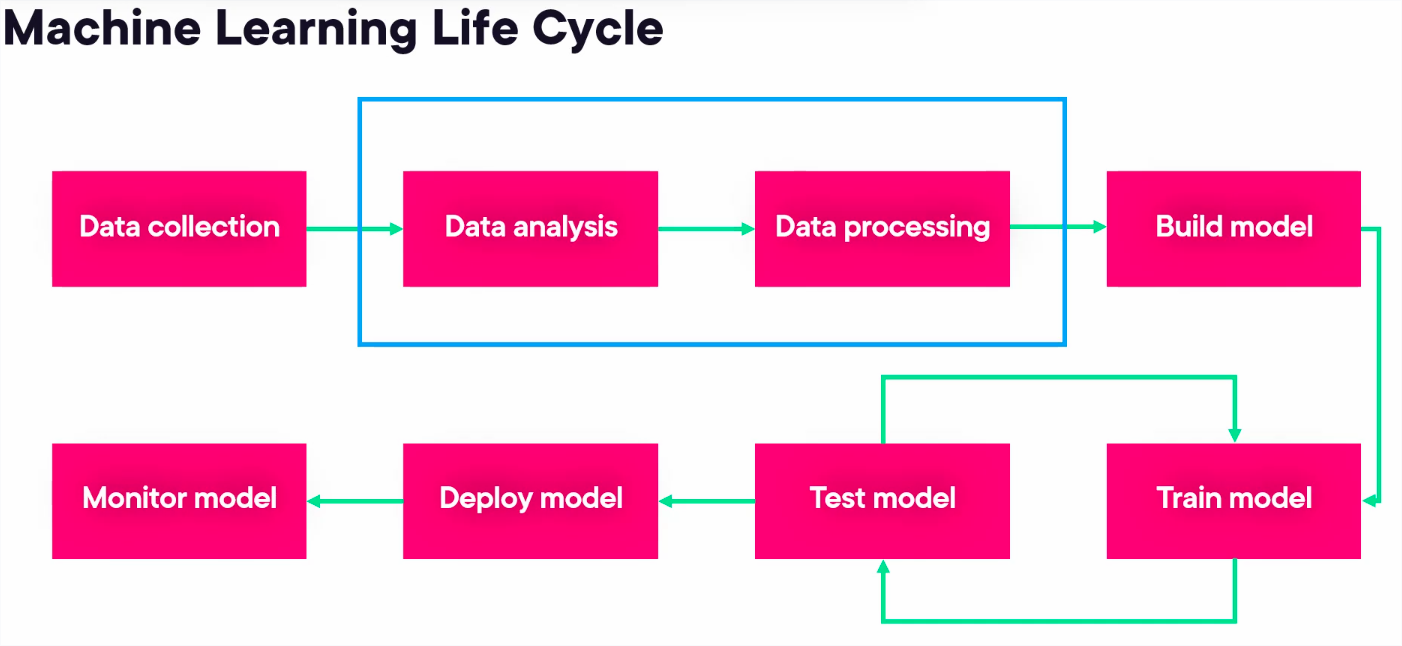 Machine Learning Life Cycle
Data collection
Data analysis
Data processing
Build model
Monitor model
Deploy model
Test model
Train model